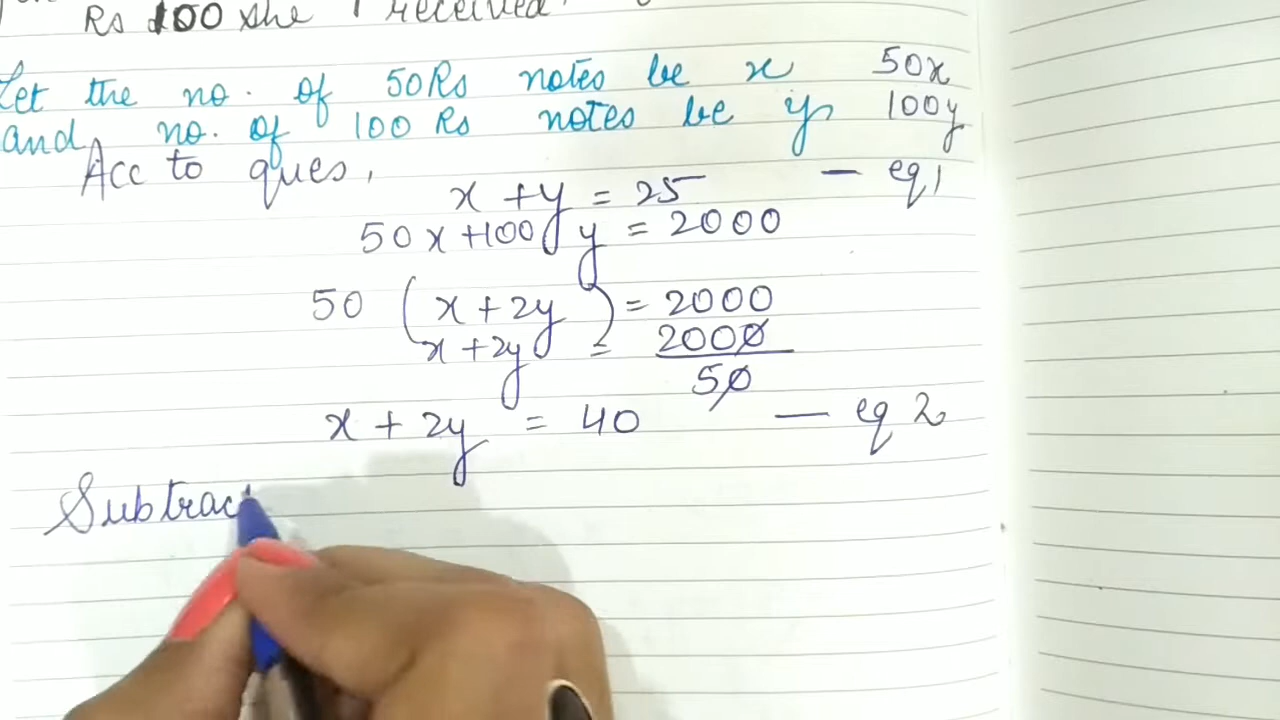 Rs 100 she received
Let the no. of 50Rs notes be x 50x
and no. of 100 Rs notes be y, 100y
Acc to ques,
x + y = 25 — eq1
50x+100y = 2000
50 (x + 2y) = 2000
x + 2y = 2000
50
x + 2y = 40 — eq 2
Subtrac